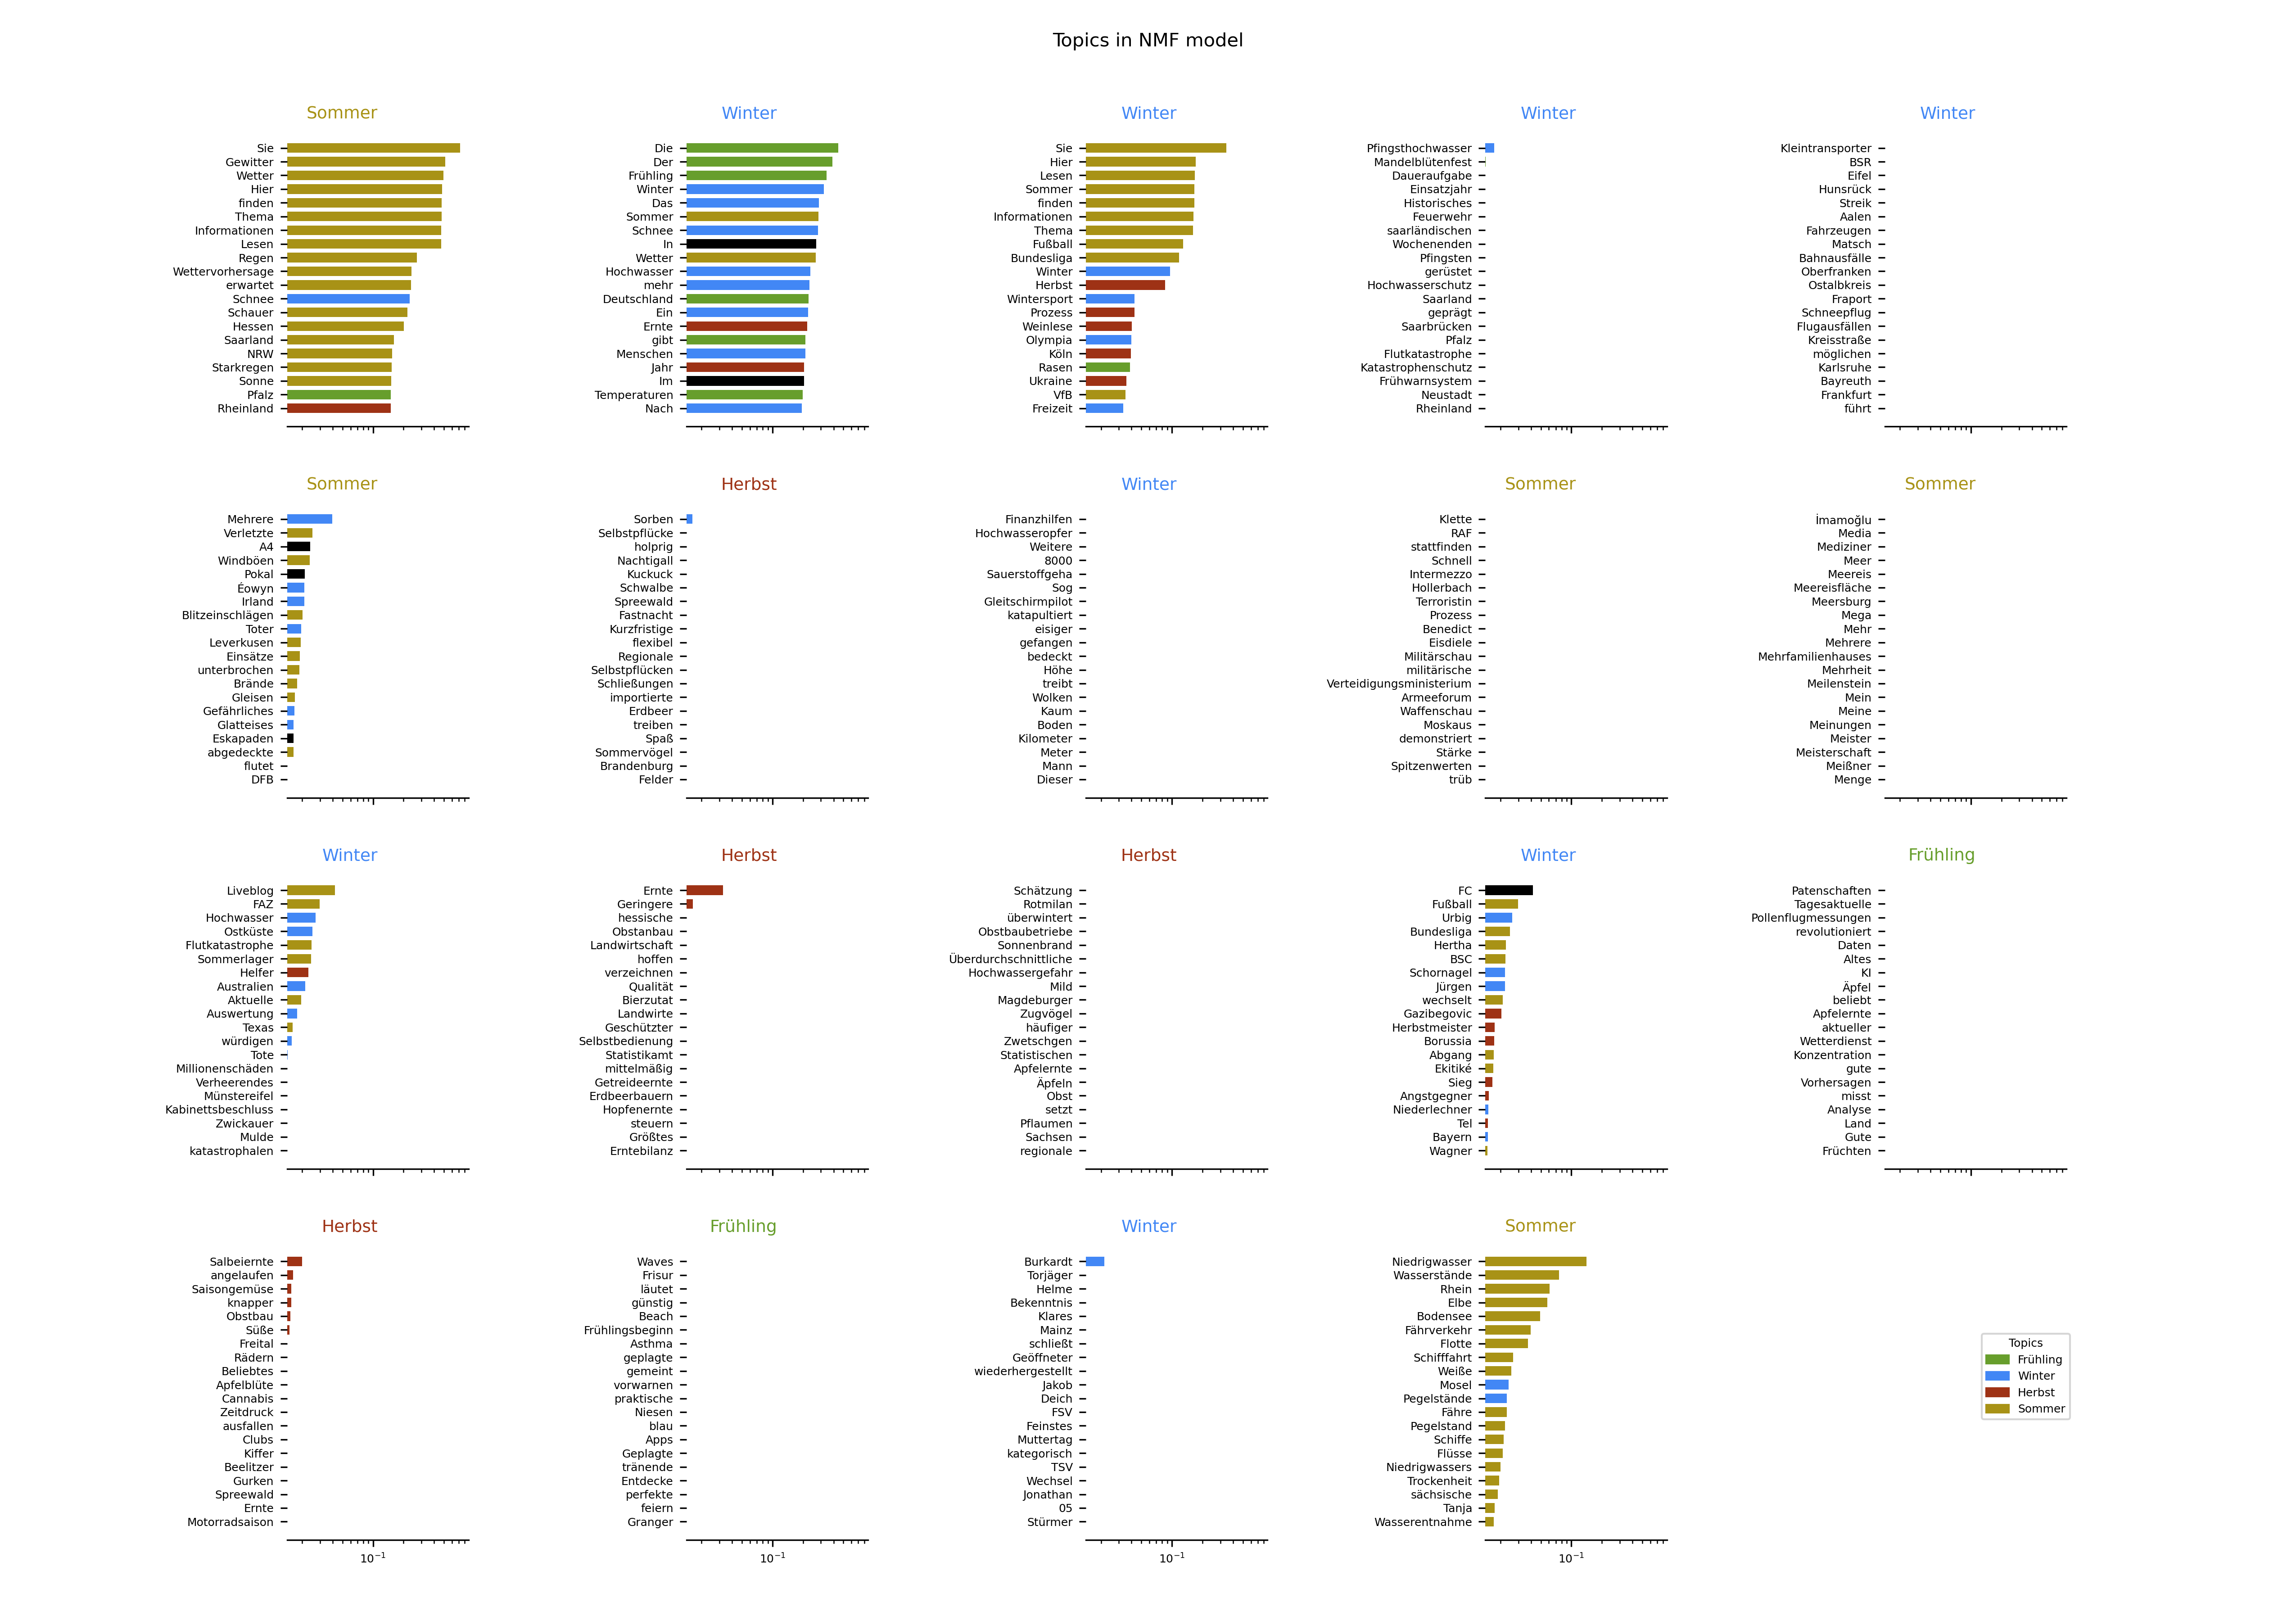 Topics in NMF model
Sommer
Sie
Gewitter
Wetter
Hier
finden
Thema
Informationen
Lesen
Regen
Wettervorhersage
erwartet
Schnee
Schauer
Hessen
Saarland
NRW
Starkregen
Sonne
Pfalz
Rheinland
Winter
Die
Der
Frühling
Winter
Das
Sommer
Schnee
In
Wetter
Hochwasser
mehr
Deutschland
Ein
Ernte
gibt
Menschen
Jahr
Im
Temperaturen
Nach
Winter
Sie
Hier
Lesen
Sommer
finden
Informationen
Thema
Fußball
Bundesliga
Winter
Herbst
Wintersport
Prozess
Weinlese
Olympia
Köln
Rasen
Ukraine
VfB
Freizeit
Winter
Pfingsthochwasser
Mandelblütenfest
Daueraufgabe
Einsatzjahr
Historisches
Feuerwehr
saarländischen
Wochenenden
Pfingsten
gerüstet
Hochwasserschutz
Saarland
geprägt
Saarbrücken
Pfalz
Flutkatastrophe
Katastrophenschutz
Frühwarnsystem
Neustadt
Rheinland
Winter
Kleintransporter
BSR
Eifel
Hunsrück
Streik
Aalen
Fahrzeugen
Matsch
Bahnausfälle
Oberfranken
Ostalbkreis
Fraport
Schneepflug
Flugausfällen
Kreisstraße
möglichen
Karlsruhe
Bayreuth
Frankfurt
führt
Sommer
Mehrere
Verletzte
A4
Windböen
Pokal
Éowyn
Irland
Blitzeinschlägen
Toter
Leverkusen
Einsätze
unterbrochen
Brände
Gleisen
Gefährliches
Glatteises
Eskapaden
abgedeckte
flutet
DFB
Herbst
Sorben
Selbstpflücke
holprig
Nachtigall
Kuckuck
Schwalbe
Spreewald
Fastnacht
Kurzfristige
flexibel
Regionale
Selbstpflücken
Schließungen
importierte
Erdbeer
treiben
Spaß
Sommervögel
Brandenburg
Felder
Winter
Finanzhilfen
Hochwasseropfer
Weitere
8000
Sauerstoffgeha
Sog
Gleitschirmpilot
katapultiert
eisiger
gefangen
bedeckt
Höhe
treibt
Wolken
Kaum
Boden
Kilometer
Meter
Mann
Dieser
Sommer
Klette
RAF
stattfinden
Schnell
Intermezzo
Hollerbach
Terroristin
Prozess
Benedict
Eisdiele
Militärschau
militärische
Verteidigungsministerium
Armeeforum
Waffenschau
Moskaus
demonstriert
Stärke
Spitzenwerten
trüb
Sommer
İmamoğlu
Media
Mediziner
Meer
Meereis
Meereisfläche
Meersburg
Mega
Mehr
Mehrere
Mehrfamilienhauses
Mehrheit
Meilenstein
Mein
Meine
Meinungen
Meister
Meisterschaft
Meißner
Menge
Winter
Liveblog
FAZ
Hochwasser
Ostküste
Flutkatastrophe
Sommerlager
Helfer
Australien
Aktuelle
Auswertung
Texas
würdigen
Tote
Millionenschäden
Verheerendes
Münstereifel
Kabinettsbeschluss
Zwickauer
Mulde
katastrophalen
Herbst
Ernte
Geringere
hessische
Obstanbau
Landwirtschaft
hoffen
verzeichnen
Qualität
Bierzutat
Landwirte
Geschützter
Selbstbedienung
Statistikamt
mittelmäßig
Getreideernte
Erdbeerbauern
Hopfenernte
steuern
Größtes
Erntebilanz
Herbst
Schätzung
Rotmilan
überwintert
Obstbaubetriebe
Sonnenbrand
Überdurchschnittliche
Hochwassergefahr
Mild
Magdeburger
Zugvögel
häufiger
Zwetschgen
Statistischen
Apfelernte
Äpfeln
Obst
setzt
Pflaumen
Sachsen
regionale
Winter
FC
Fußball
Urbig
Bundesliga
Hertha
BSC
Schornagel
Jürgen
wechselt
Gazibegovic
Herbstmeister
Borussia
Abgang
Ekitiké
Sieg
Angstgegner
Niederlechner
Tel
Bayern
Wagner
Frühling
Patenschaften
Tagesaktuelle
Pollenflugmessungen
revolutioniert
Daten
Altes
KI
Äpfel
beliebt
Apfelernte
aktueller
Wetterdienst
Konzentration
gute
Vorhersagen
misst
Analyse
Land
Gute
Früchten
Herbst
Salbeiernte
angelaufen
Saisongemüse
knapper
Obstbau
Süße
Freital
Rädern
Beliebtes
Apfelblüte
Cannabis
Zeitdruck
ausfallen
Clubs
Kiffer
Beelitzer
Gurken
Spreewald
Ernte
Motorradsaison
10⁻¹
Frühling
Waves
Frisur
läutet
günstig
Beach
Frühlingsbeginn
Asthma
geplagte
gemeint
vorwarnen
praktische
Niesen
blau
Apps
Geplagte
tränende
Entdecke
perfekte
feiern
Granger
10⁻¹
Winter
Burkardt
Torjäger
Helme
Bekenntnis
Klares
Mainz
schließt
Geöffneter
wiederhergestellt
Jakob
Deich
FSV
Feinstes
Muttertag
kategorisch
TSV
Wechsel
Jonathan
05
Stürmer
10⁻¹
Sommer
Niedrigwasser
Wasserstände
Rhein
Elbe
Bodensee
Fährverkehr
Flotte
Schifffahrt
Weiße
Mosel
Pegelstände
Fähre
Pegelstand
Schiffe
Flüsse
Niedrigwassers
Trockenheit
sächsische
Tanja
Wasserentnahme
10⁻¹
Topics
Frühling
Winter
Herbst
Sommer